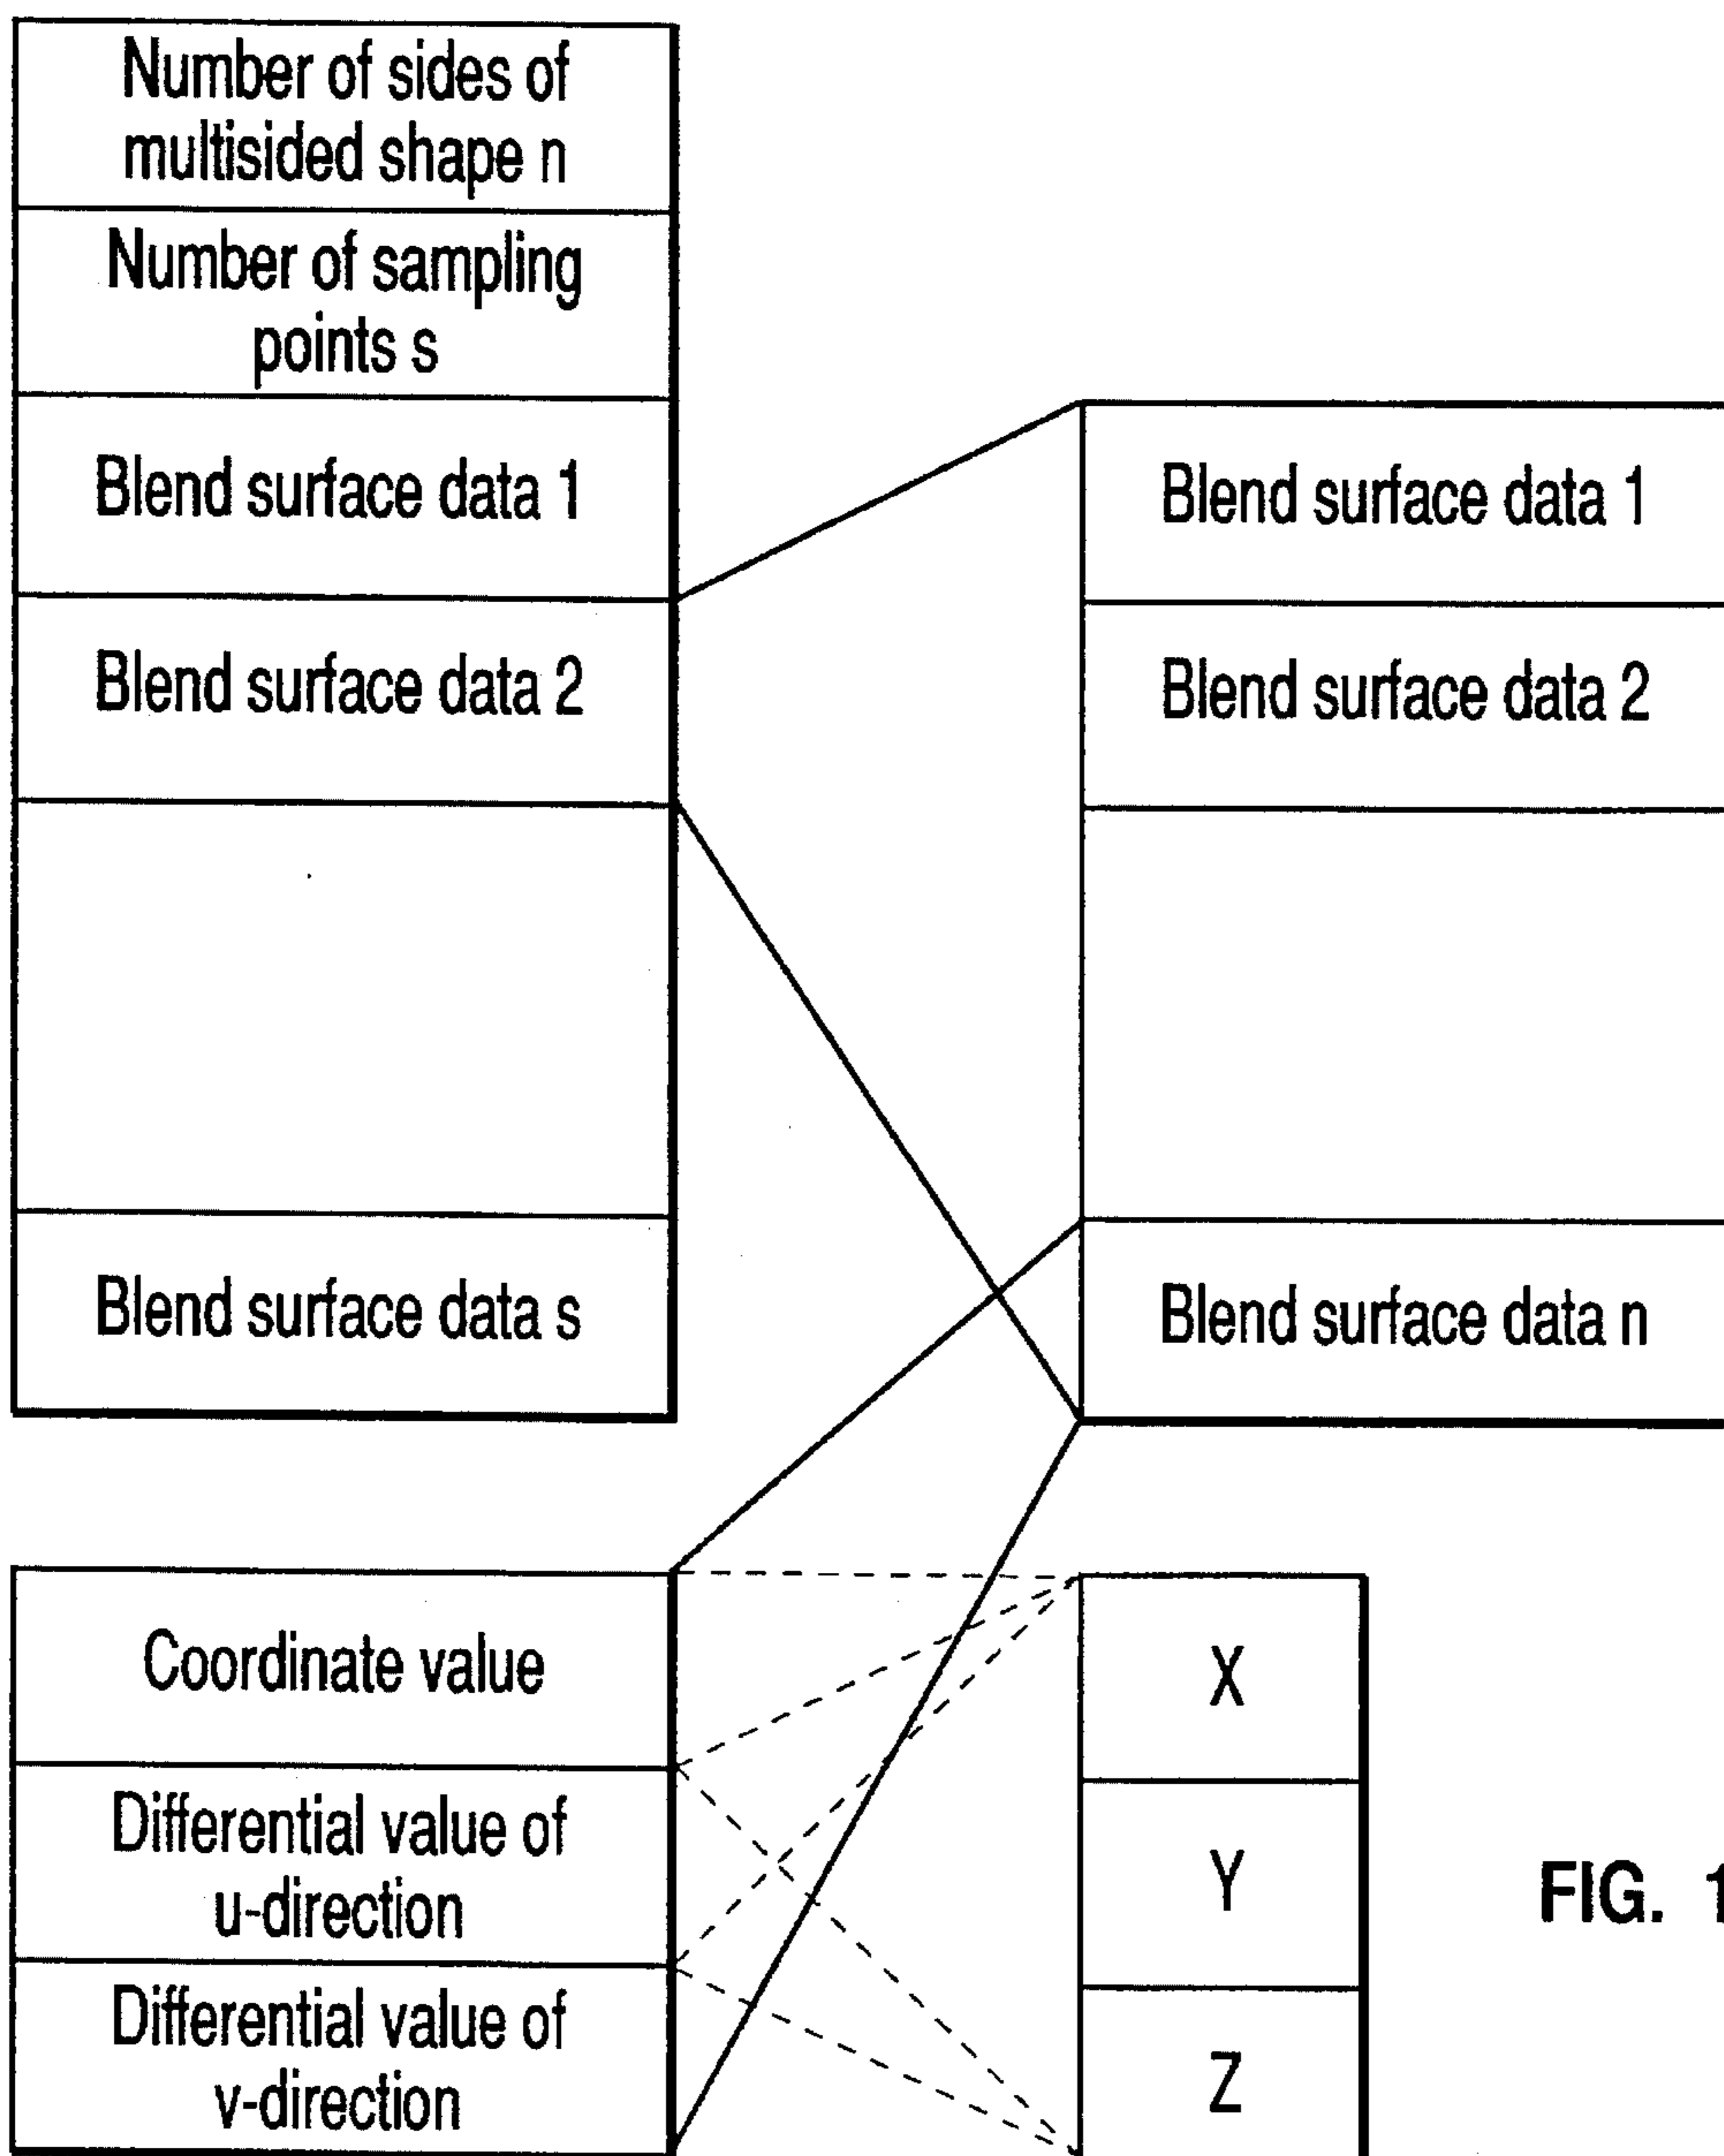 Number of sides of
multisided shape n
Number of sampling
points s
Blend surface data 1
Blend surface data 2
Blend surface data s
Blend surface data 1
Blend surface data 2
Blend surface data n
Coordinate value
Differential value of
u-direction
Differential value of
v-direction
X
Y
Z
FIG. 1